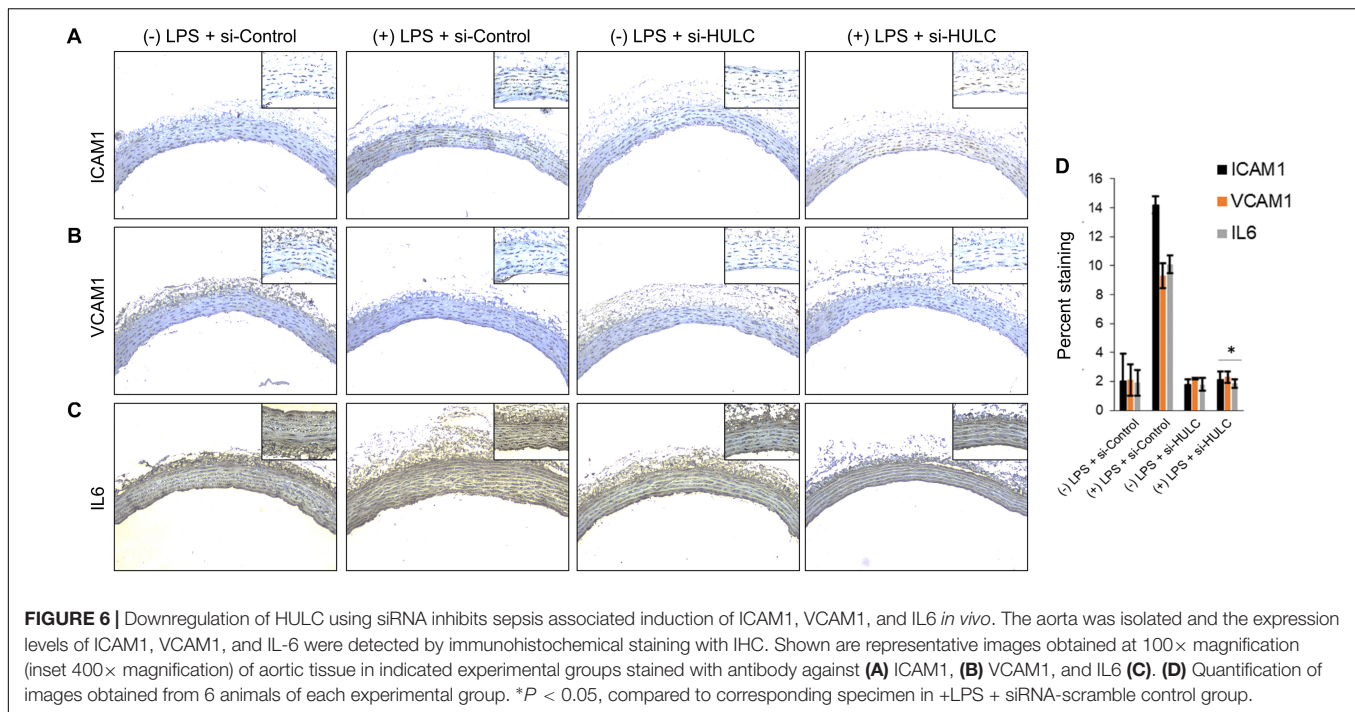 A
(-) LPS + si-Control
(+) LPS + si-Control
(-) LPS + si-HULC
(+) LPS + si-HULC
ICAM1
B
VCAM1
C
IL6
D
ICAM1
VCAM1
IL6
Percent staining
16
14
12
10
8
6
4
2
0
*
(-) LPS + si-Control
(+) LPS + si-Control
(-) LPS + si-HULC
(+) LPS + si-HULC
FIGURE 6 | Downregulation of HULC using siRNA inhibits sepsis associated induction of ICAM1, VCAM1, and IL6 in vivo. The aorta was isolated and the expression
levels of ICAM1, VCAM1, and IL-6 were detected by immunohistochemical staining with IHC. Shown are representative images obtained at 100× magnification
(inset 400× magnification) of aortic tissue in indicated experimental groups stained with antibody against (A) ICAM1, (B) VCAM1, and IL6 (C). (D) Quantification of
images obtained from 6 animals of each experimental group. *P < 0.05, compared to corresponding specimen in +LPS + siRNA-scramble control group.